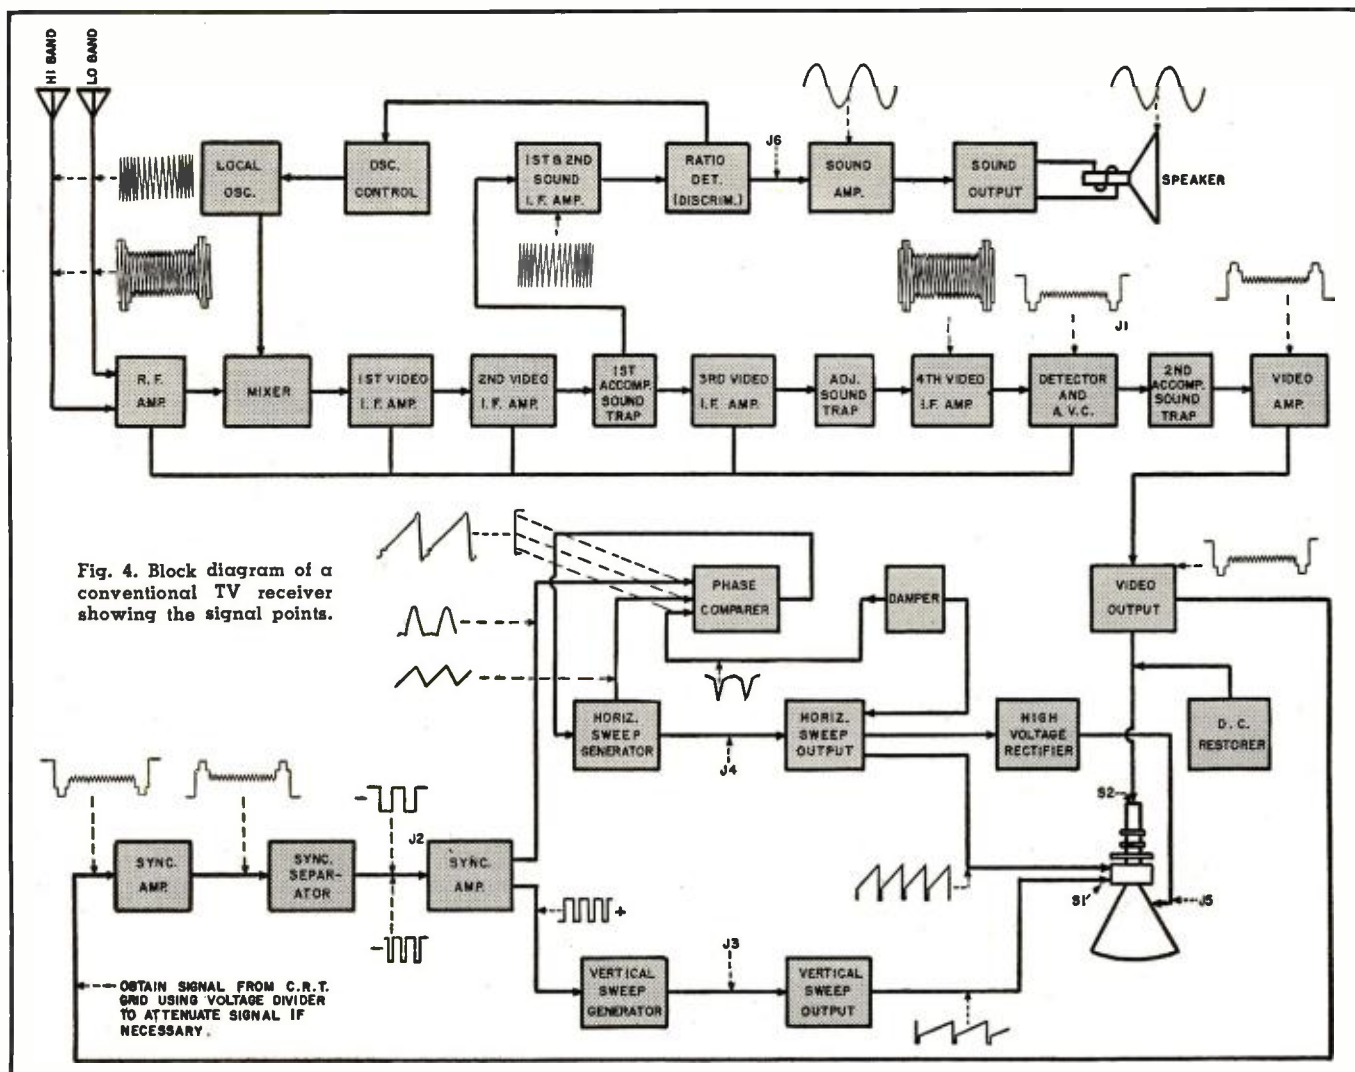 HI BAND
LO BAND
LOCAL
OSC.
OSC.
CONTROL
1ST & 2ND
SOUND
I. F. AMP.
RATIO
DET.
(DISCRIM.)
J6
SOUND
AMP.
SOUND
OUTPUT
SPEAKER
J1
R. F.
AMP.
MIXER
1ST VIDEO
I. F. AMP.
2ND VIDEO
I. F. AMP.
1ST
ACCOMP.
SOUND
TRAP
3RD VIDEO
I. F. AMP.
ADJ.
SOUND
TRAP
4TH VIDEO
I. F. AMP.
DETECTOR
AND
A. V. C.
2ND
ACCOMP.
SOUND
TRAP
VIDEO
AMP.
Fig. 4. Block diagram of a
conventional TV receiver
showing the signal points.
PHASE
COMPARER
DAMPER
VIDEO
OUTPUT
HORIZ.
SWEEP
GENERATOR
J4
HORIZ.
SWEEP
OUTPUT
HIGH
VOLTAGE
RECTIFIER
D. C.
RESTORER
S2
SYNC.
AMP.
SYNC.
SEPAR-
ATOR
-
J2
-
SYNC.
AMP.
+
S1
J5
VERTICAL
SWEEP
GENERATOR
J3
VERTICAL
SWEEP
OUTPUT
OBTAIN SIGNAL FROM C.R.T.
GRID USING VOLTAGE DIVIDER
TO ATTENUATE SIGNAL IF
NECESSARY.